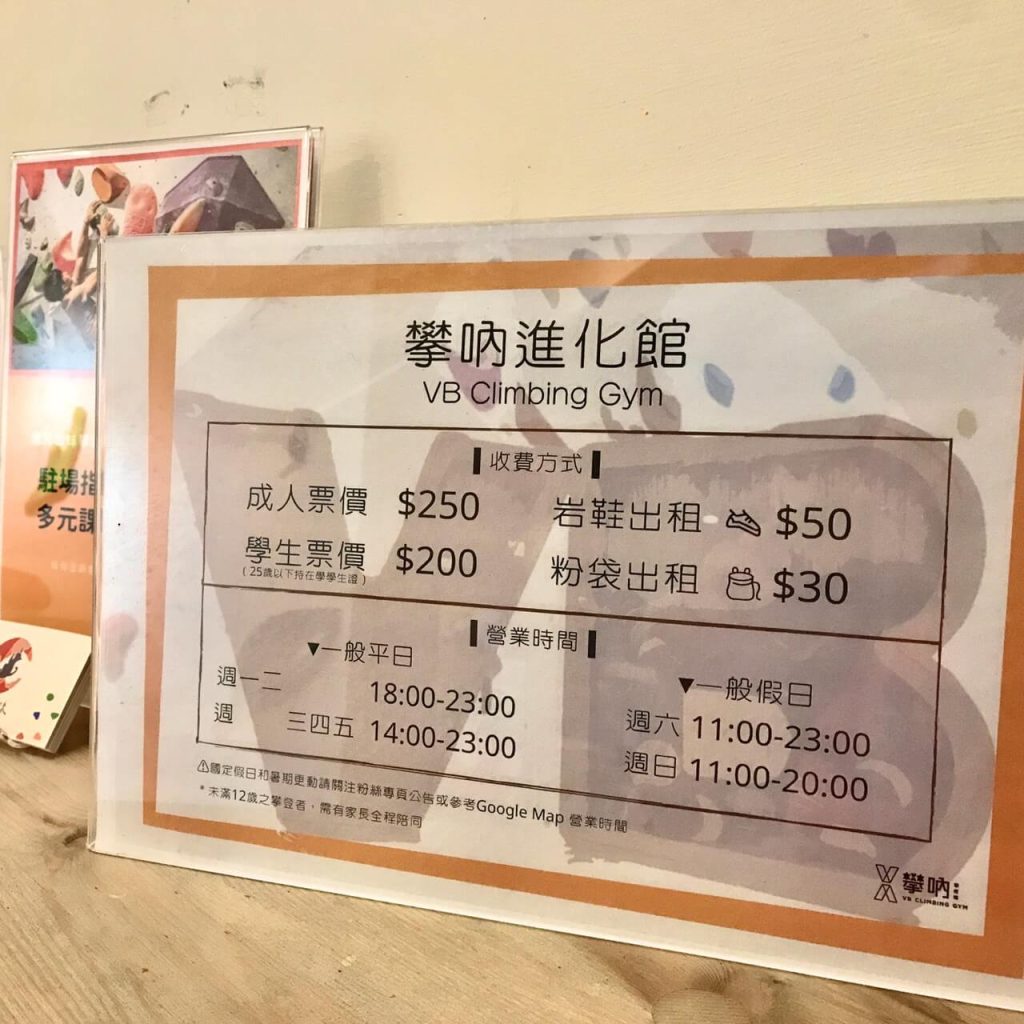 攀吶進化館
VB Climbing Gym
收費方式
成人票價 $250
學生票價 $200
( 25歲以下持在學學生證 )
岩鞋出租 $50
粉袋出租 $30
營業時間
▼一般平日
週一二 18:00-23:00
週 三四五 14:00-23:00
▼一般假日
週六 11:00-23:00
週日 11:00-20:00
⚠國定假日和暑期更動請關注粉絲專頁公告或參考Google Map 營業時間
* 未滿12歲之攀登者，需有家長全程陪同
攀吶
VB CLIMBING GYM
駐場指
多元課